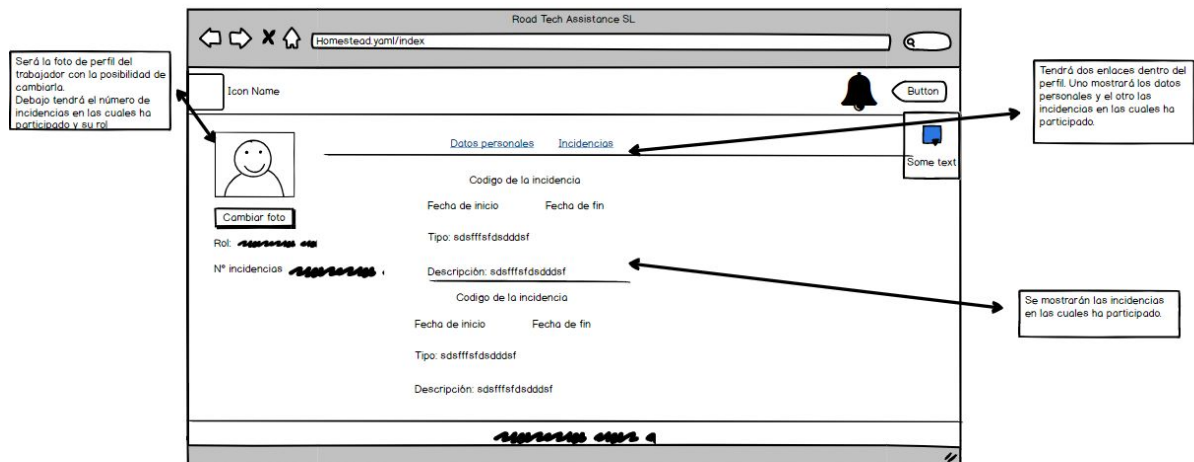 Road Tech Assistance SL
Homestead.yaml/index
Será la foto de perfil del
trabajador con la posibilidad de
cambiarla.
Debajo tendrá el número de
incidencias en las cuales ha
participado y su rol
Icon Name
Button
Tendrá dos enlaces dentro del
perfil. Uno mostrará los datos
personales y el otro las
incidencias en las cuales ha
participado.
Datos personales Incidencias
Some text
Codigo de la incidencia
Fecha de inicio Fecha de fin
Cambiar foto
Tipo: sdsfffsfdsdddsf
Rol:
Nº incidencias
Descripción: sdsfffsfdsdddsf
Codigo de la incidencia
Se mostrarán las incidencias
en las cuales ha participado.
Fecha de inicio Fecha de fin
Tipo: sdsfffsfdsdddsf
Descripción: sdsfffsfdsdddsf